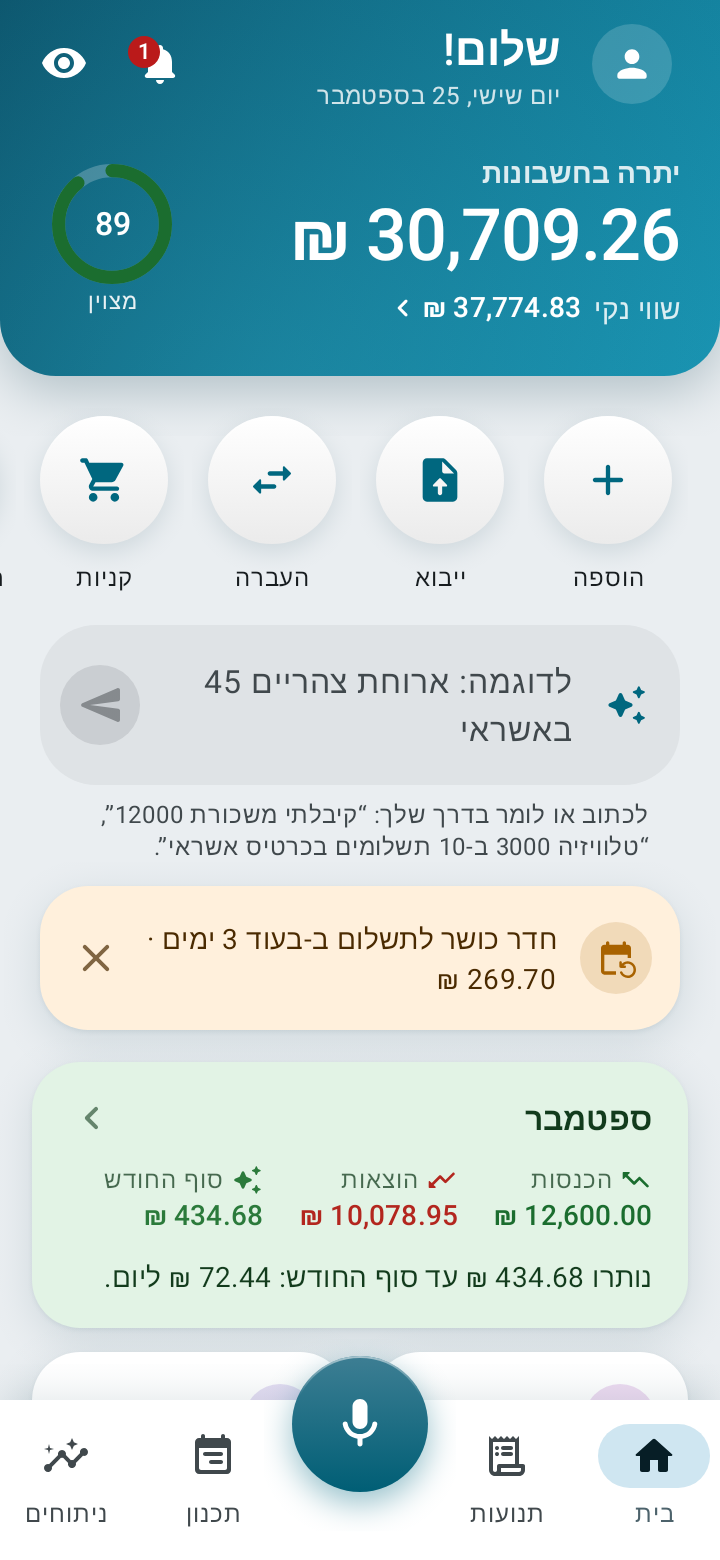 שלום!
יום שישי, 25 בספטמבר
1
יתרה בחשבונות
30,709.26 ₪
שווי נקי 37,774.83 ₪
89
מצוין
הוספה
ייבוא
העברה
קניות
לדוגמה: ארוחת צהריים 45
באשראי
לכתוב או לומר בדרך שלך: “קיבלתי משכורת 12000”,
“טלוויזיה 3000 ב-10 תשלומים בכרטיס אשראי”.
חדר כושר לתשלום ב-בעוד 3 ימים ·
269.70 ₪
ספטמבר
הכנסות
12,600.00 ₪
הוצאות
10,078.95 ₪
סוף החודש
434.68 ₪
נותרו 434.68 ₪ עד סוף החודש: 72.44 ₪ ליום.
בית
תנועות
תכנון
ניתוחים